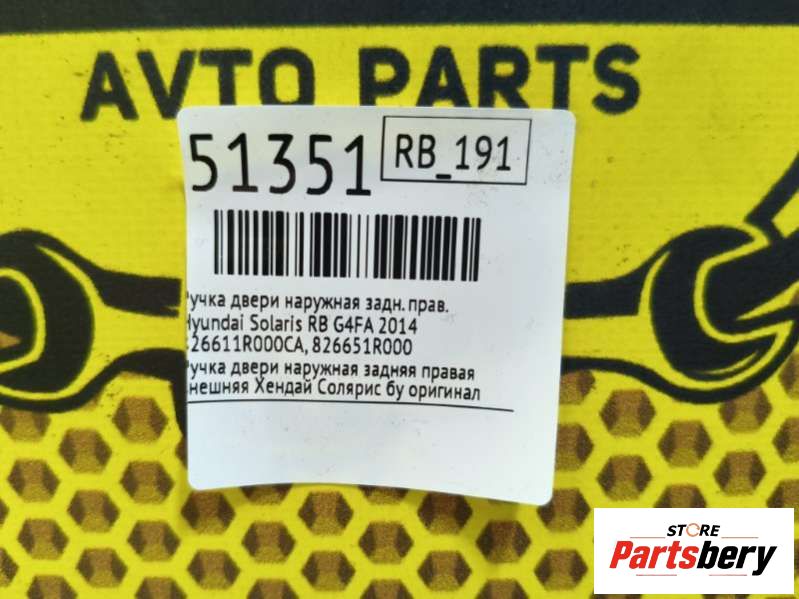 AVTO PARTS
51351
RB_191
учка двери наружная задн. прав.
yundai Solaris RB G4FA 2014
26611R000CA, 826651R000
учка двери наружная задняя правая
нешняя Хендай Солярис бу оригинал
STORE
Partsbery